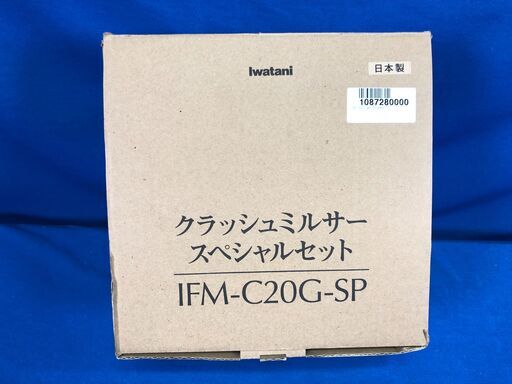 Iwatani
日本製
1087280000
クラッシュミルサー
スペシャルセット
IFM-C20G-SP